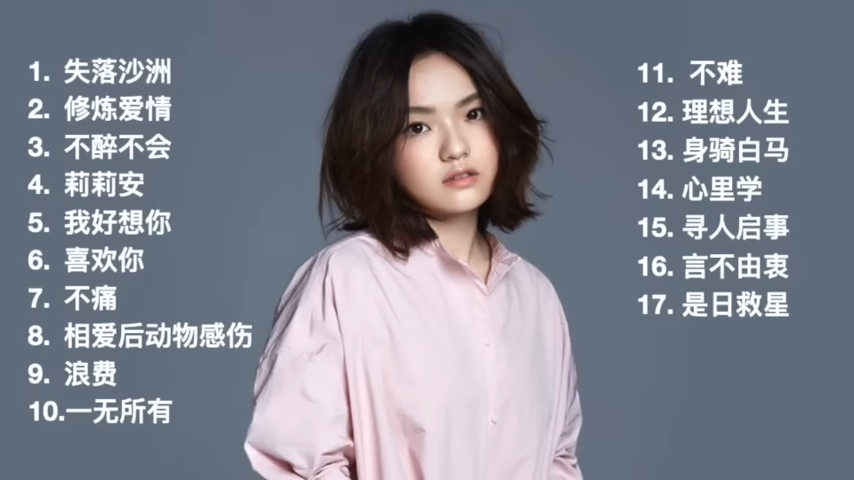 1. 失落沙洲
2. 修炼爱情
3. 不醉不会
4. 莉莉安
5. 我好想你
6. 喜欢你
7. 不痛
8. 相爱后动物感伤
9. 浪费
10.一无所有
11. 不难
12. 理想人生
13. 身骑白马
14. 心里学
15. 寻人启事
16. 言不由衷
17. 是日救星